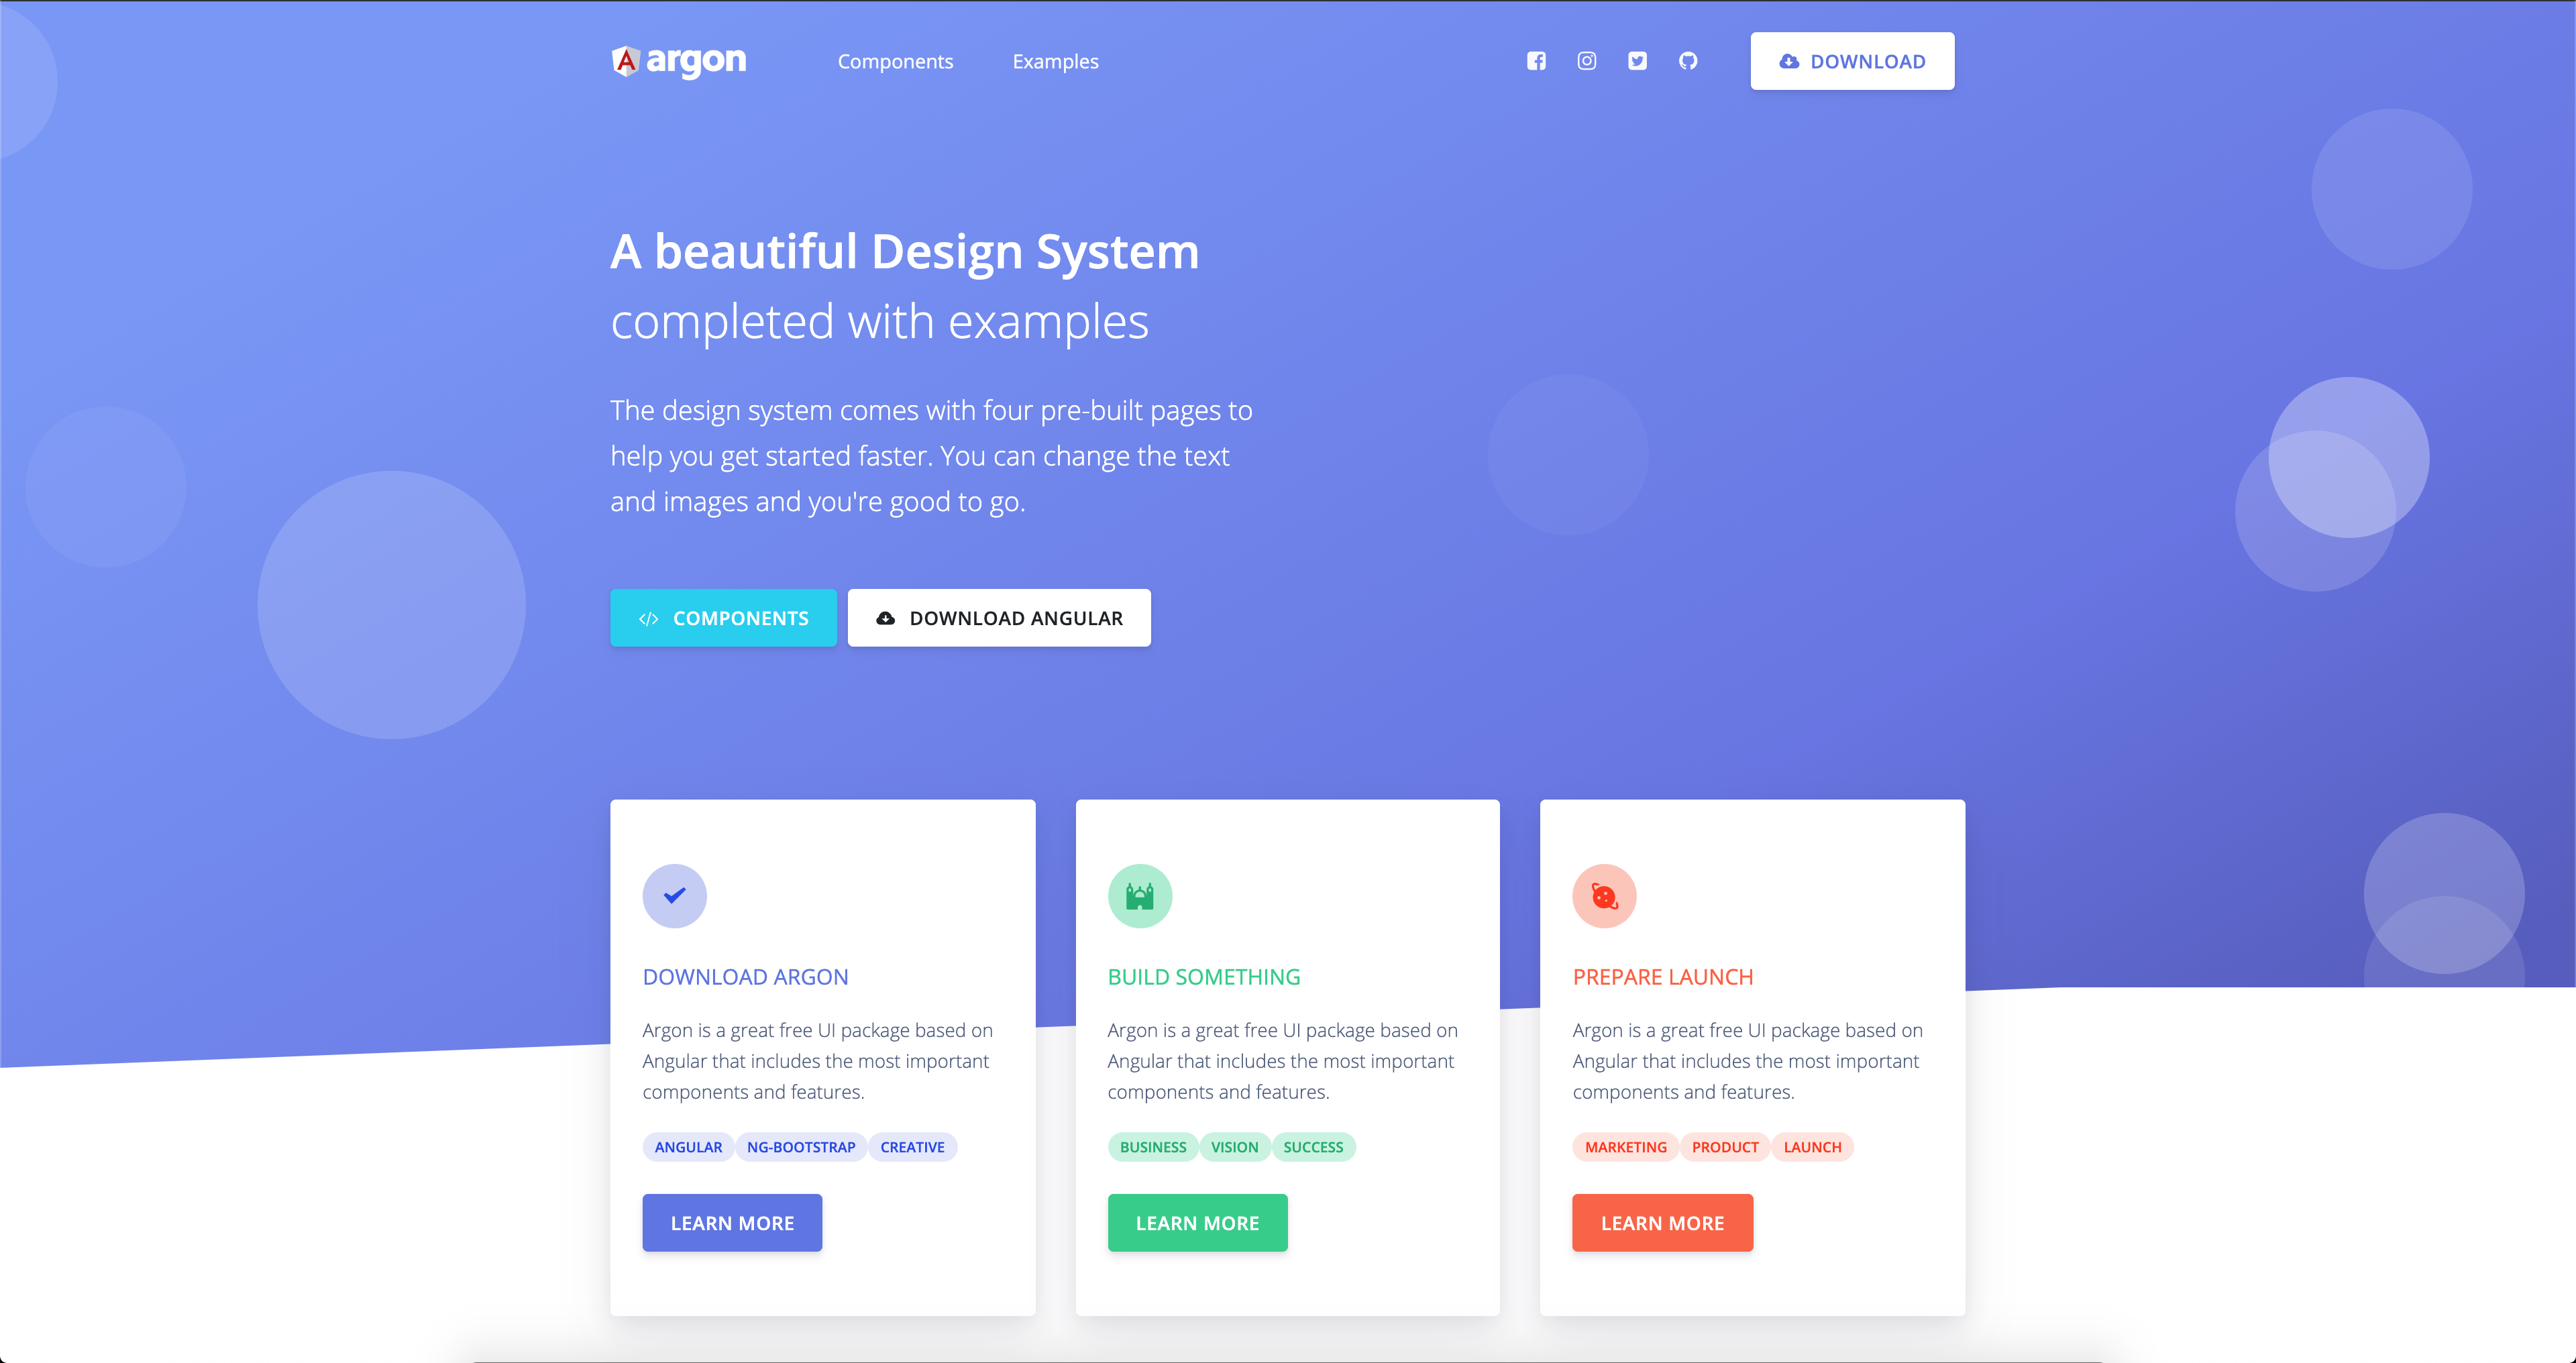 argon
Components
Examples
DOWNLOAD
A beautiful Design System
completed with examples
The design system comes with four pre-built pages to
help you get started faster. You can change the text
and images and you're good to go.
COMPONENTS
DOWNLOAD ANGULAR
DOWNLOAD ARGON
Argon is a great free UI package based on
Angular that includes the most important
components and features.
ANGULAR NG-BOOTSTRAP CREATIVE
LEARN MORE
BUILD SOMETHING
Argon is a great free UI package based on
Angular that includes the most important
components and features.
BUSINESS VISION SUCCESS
LEARN MORE
PREPARE LAUNCH
Argon is a great free UI package based on
Angular that includes the most important
components and features.
MARKETING PRODUCT LAUNCH
LEARN MORE